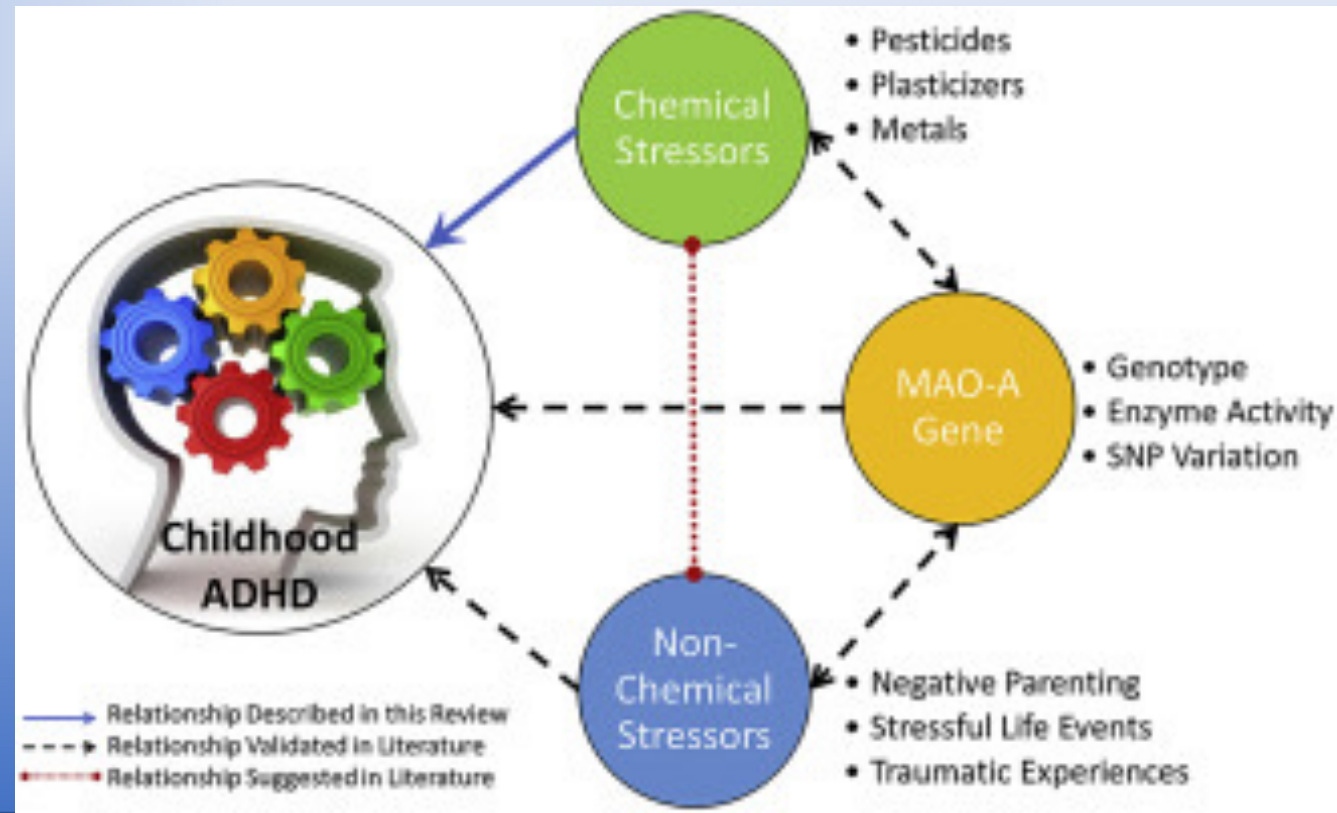 • Pesticides
• Plasticizers
• Metals
Chemical
Stressors
MAO-A
Gene
• Genotype
• Enzyme Activity
• SNP Variation
Childhood
ADHD
Non-
Chemical
Stressors
• Negative Parenting
• Stressful Life Events
• Traumatic Experiences
Relationship Described in this Review
Relationship Validated in Literature
Relationship Suggested in Literature